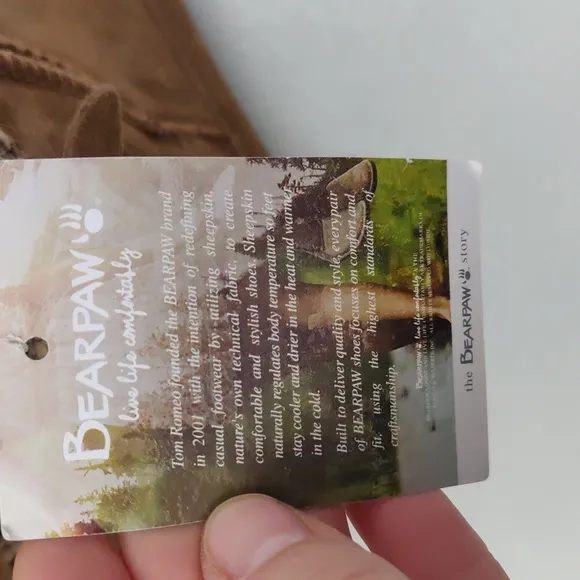 BEARPAW
live life comfortably
Tom Romeo founded the BEARPAW brand
in 2001 with the intention of redefining
casual footwear by utilizing sheepskin,
nature's own technical fabric, to create
comfortable and stylish shoes. Sheepskin
naturally regulates body temperature so feet
stay cooler and drier in the heat and warmer
in the cold.
Built to deliver quality and style, every pair
of BEARPAW shoes focuses on comfort and
fit, using the highest standards of
craftsmanship.
the BEARPAW story